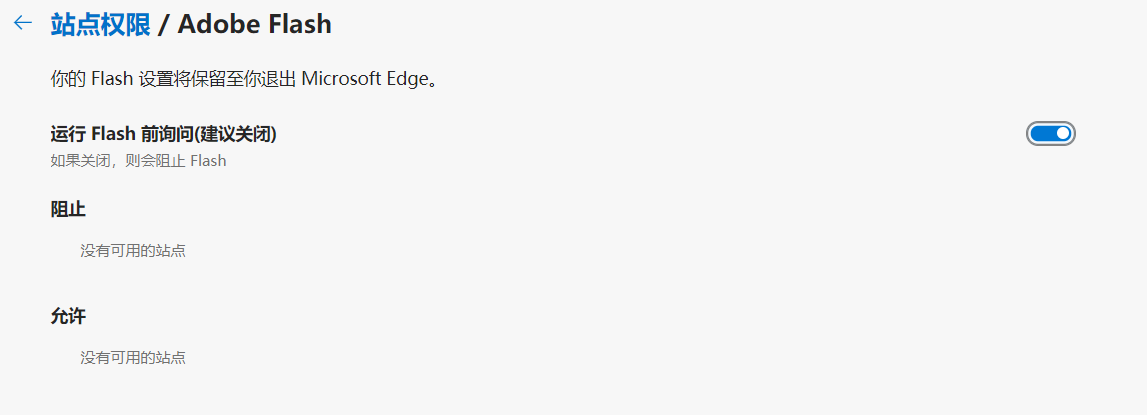 站点权限 / Adobe Flash
你的 Flash 设置将保留至你退出 Microsoft Edge。
运行 Flash 前询问(建议关闭)
如果关闭，则会阻止 Flash
阻止
没有可用的站点
允许
没有可用的站点